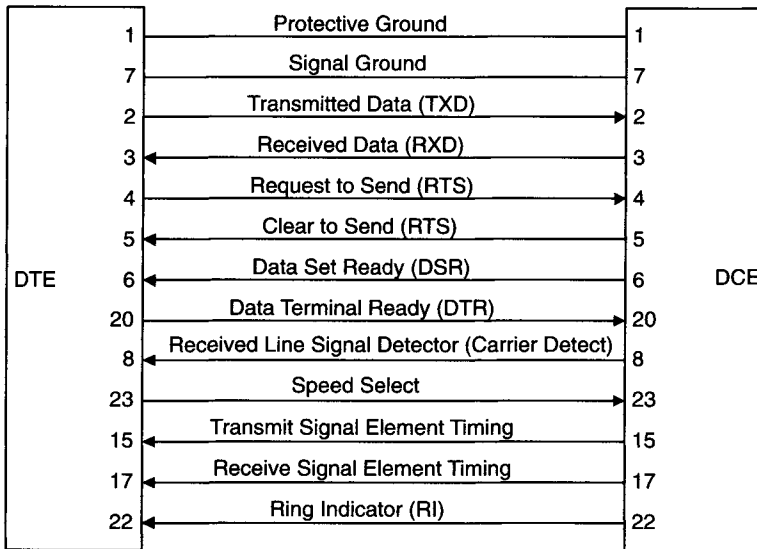 1 Protective Ground 1
7 Signal Ground 7
2 Transmitted Data (TXD) 2
3 Received Data (RXD) 3
4 Request to Send (RTS) 4
5 Clear to Send (RTS) 5
DTE 6 Data Set Ready (DSR) 6 DCE
20 Data Terminal Ready (DTR) 20
8 Received Line Signal Detector (Carrier Detect) 8
23 Speed Select 23
15 Transmit Signal Element Timing 15
17 Receive Signal Element Timing 17
22 Ring Indicator (RI) 22